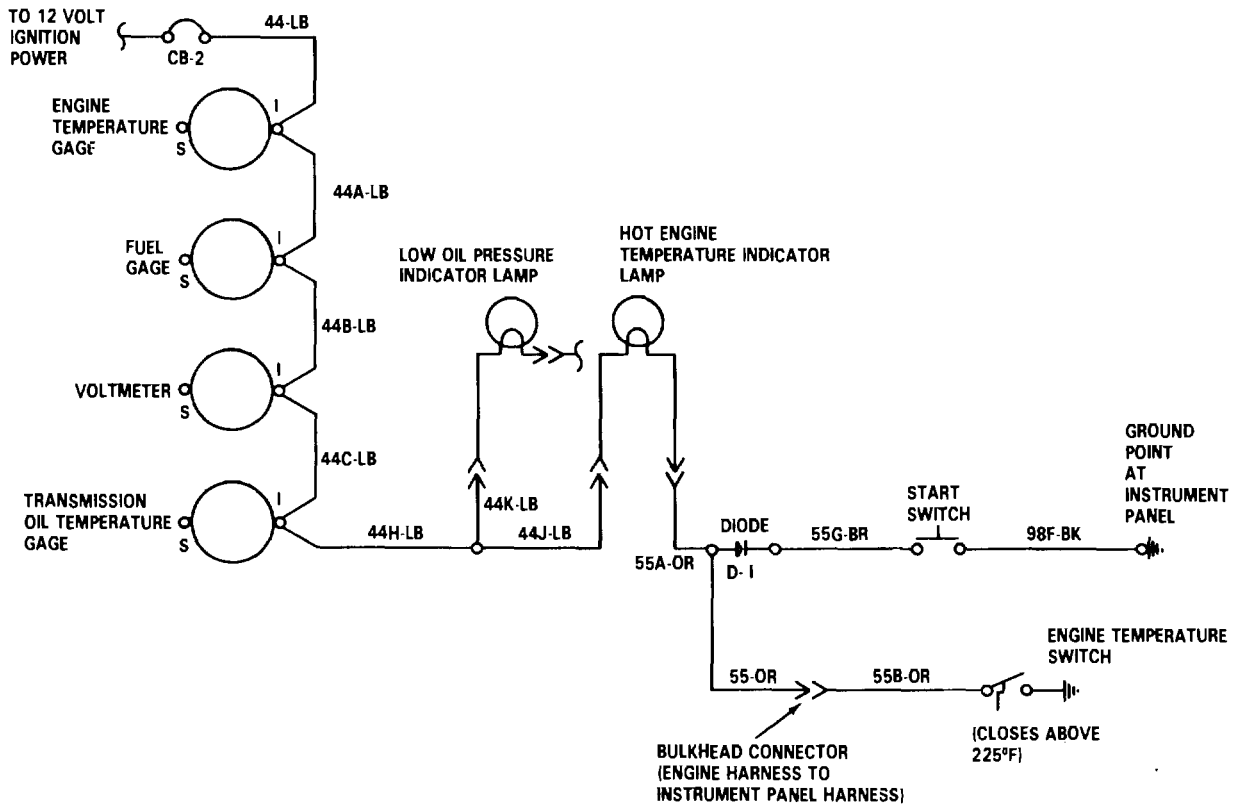 TO 12 VOLT
IGNITION
POWER
44-LB
CB-2
ENGINE
TEMPERATURE
GAGE
I
S
44A-LB
FUEL
GAGE
I
S
LOW OIL PRESSURE
INDICATOR LAMP
HOT ENGINE
TEMPERATURE INDICATOR
LAMP
44B-LB
VOLTMETER
I
S
44C-LB
TRANSMISSION
OIL TEMPERATURE
GAGE
I
S
44H-LB
44K-LB
44J-LB
55A-OR
DIODE
D-1
55G-BR
START
SWITCH
98F-BK
GROUND
POINT
AT
INSTRUMENT
PANEL
55-OR
55B-OR
ENGINE TEMPERATURE
SWITCH
(CLOSES ABOVE
225°F)
BULKHEAD CONNECTOR
(ENGINE HARNESS TO
INSTRUMENT PANEL HARNESS)